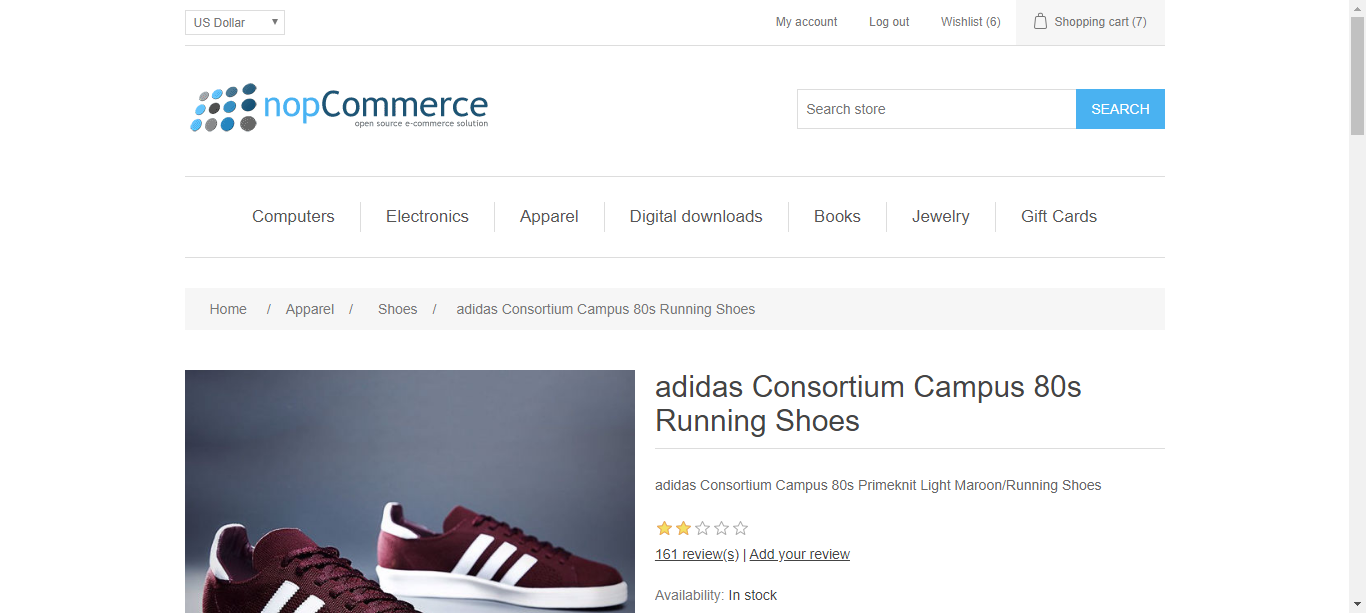 US Dollar My account Log out Wishlist (6) Shopping cart (7)
nopCommerce
open source e-commerce solution
Search store SEARCH
Computers Electronics Apparel Digital downloads Books Jewelry Gift Cards
Home / Apparel / Shoes / adidas Consortium Campus 80s Running Shoes
adidas Consortium Campus 80s
Running Shoes
adidas Consortium Campus 80s Primeknit Light Maroon/Running Shoes
161 review(s) | Add your review
Availability: In stock